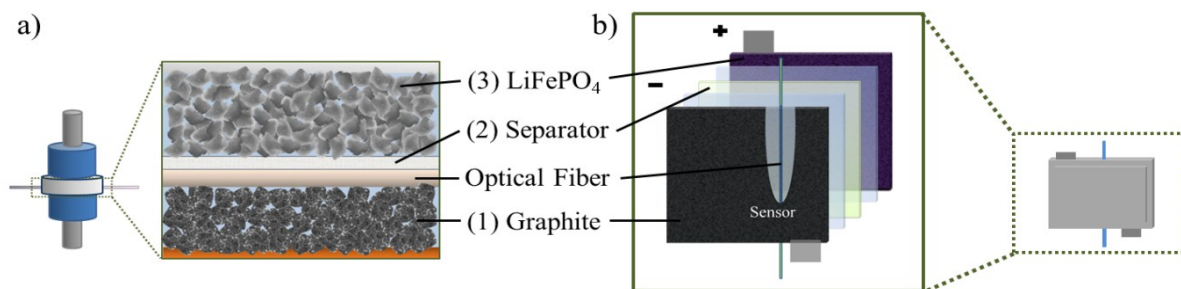 a)
(3) LiFePO4
(2) Separator
Optical Fiber
(1) Graphite
b)
+
-
Sensor